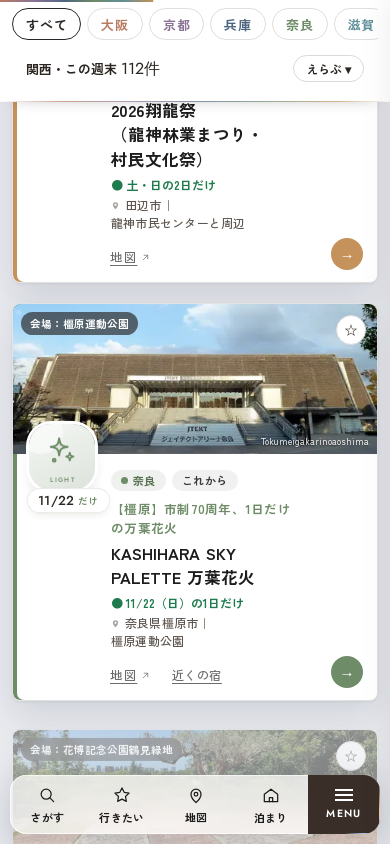 すべて 大阪 京都 兵庫 奈良 滋賀
関西・この週末 112件 えらぶ ▾
2026翔龍祭
（龍神林業まつり・
村民文化祭）
土・日の2日だけ
田辺市｜
龍神市民センターと周辺
地図 ↗ →
会場：橿原運動公園 ☆
JTEKT
ジェイテクトアリーナ奈良
Tokumeigakarinoaoshima
LIGHT
11/22 だけ
奈良 これから
【橿原】市制70周年、1日だけ
の万葉花火
KASHIHARA SKY
PALETTE 万葉花火
11/22（日）の1日だけ
奈良県橿原市｜
橿原運動公園
地図 ↗ 近くの宿 →
会場：花博記念公園鶴見緑地 ☆
さがす 行きたい 地図 泊まり MENU